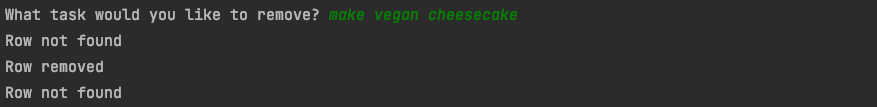 What task would you like to remove? make vegan cheesecake
Row not found
Row removed
Row not found